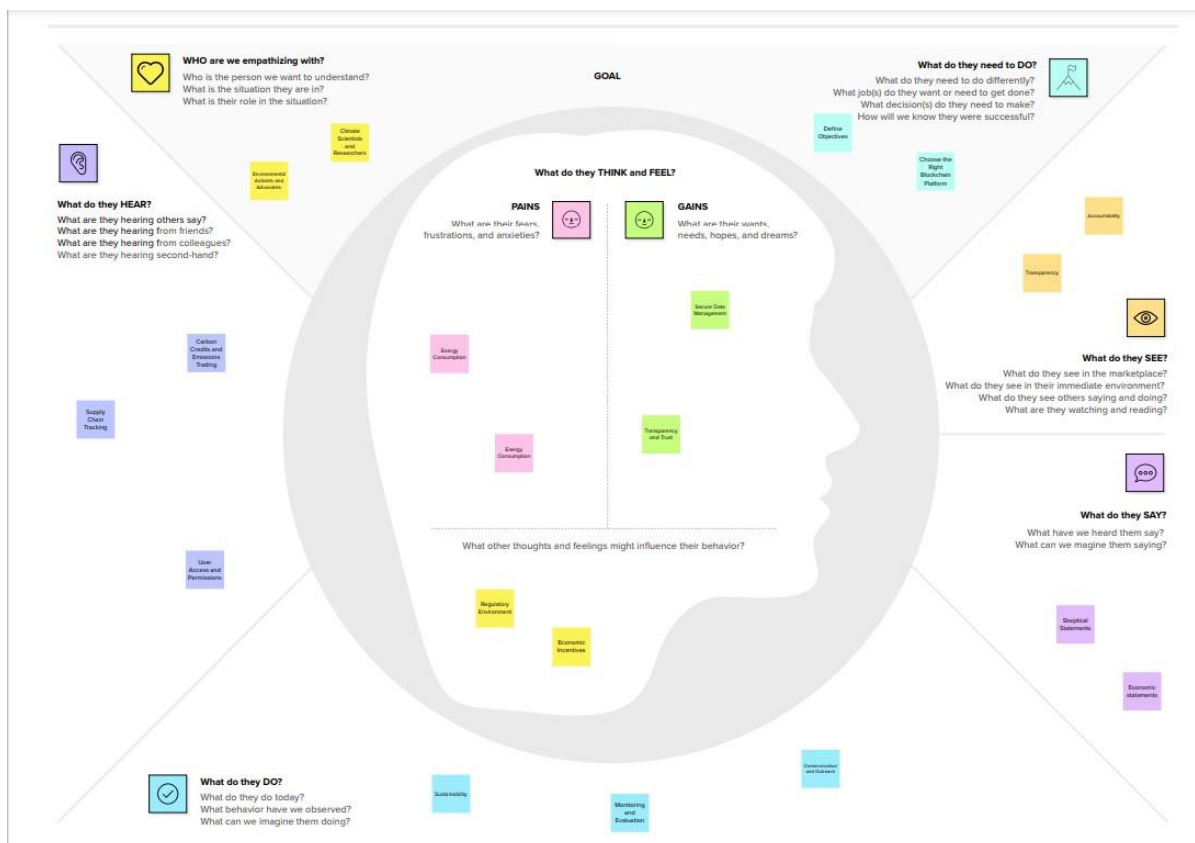 WHO are we empathizing with?
Who is the person we want to understand?
What is the situation they are in?
What is their role in the situation?
GOAL
What do they need to DO?
What do they need to do differently?
What job(s) do they want or need to get done?
What decision(s) do they need to make?
How will we know they were successful?
Climate
Scientists
and
Researchers
Environmental
Activists and
Advocates
Define
Objectives
Choose the
Right
Blockchain
Platform
What do they HEAR?
What are they hearing others say?
What are they hearing from friends?
What are they hearing from colleagues?
What are they hearing second-hand?
What do they THINK and FEEL?
PAINS
What are their fears,
frustrations, and anxieties?
GAINS
What are their wants,
needs, hopes, and dreams?
Accountability
Transparency
What do they SEE?
What do they see in the marketplace?
What do they see in their immediate environment?
What do they see others saying and doing?
What are they watching and reading?
Secure Data
Management
Energy
Consumption
Carbon
Credits and
Emissions
Trading
Supply
Chain
Tracking
Transparency
and Trust
Energy
Consumption
What do they SAY?
What have we heard them say?
What can we magine them saying?
What other thoughts and feelings might influence their behavior?
User
Access and
Permissions
Regulatory
Environment
Economic
Incentives
Skeptical
Statements
Economic
statements
What do they DO?
What do they do today?
What behavior have we observed?
What can we imagine them doing?
Sustainibility
Monitoring
and
Evaluation
Communication
and Outreach